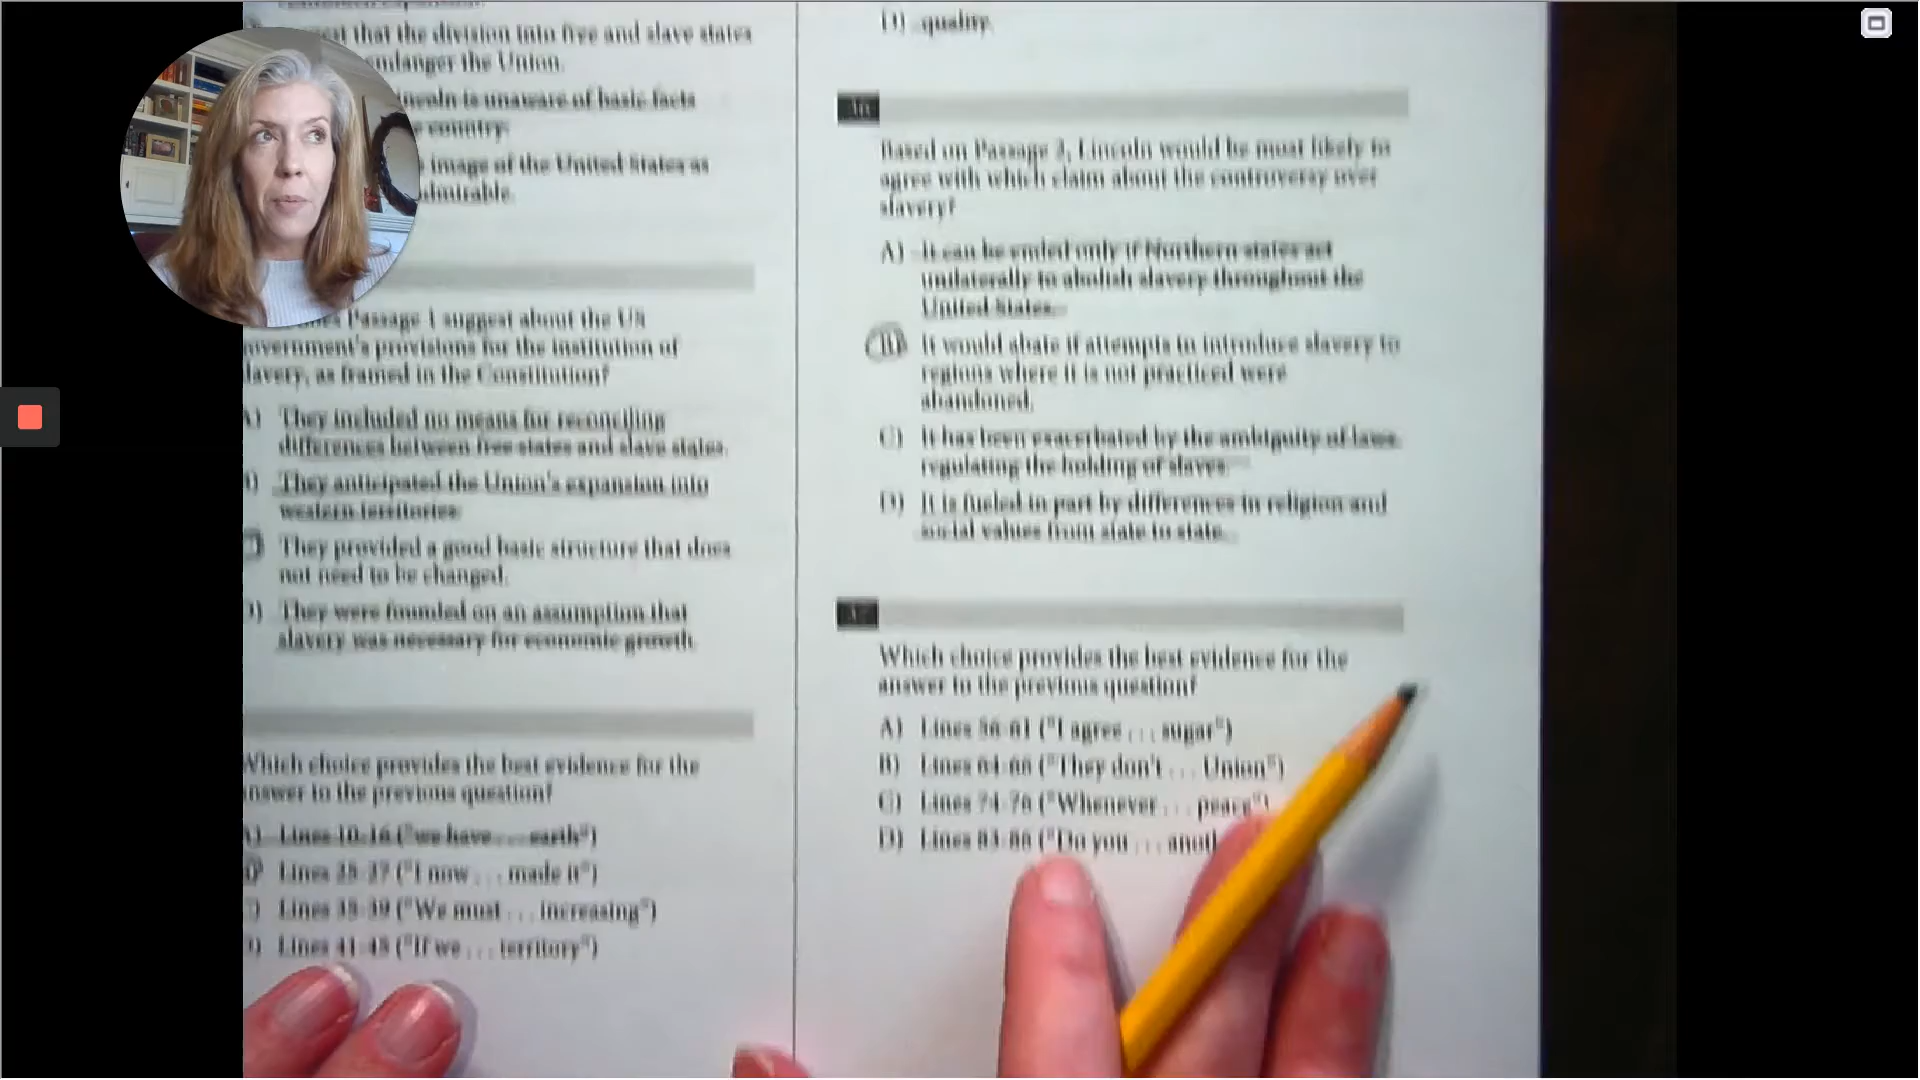 that the division into free and slave states
endanger the Union.
Lincoln is unaware of basic facts
country.
image of the United States as
admirable.
Passage 1 suggest about the US
government's provisions for the institution of
slavery, as framed in the Constitution?
They included no means for reconciling
differences between free states and slave states.
They anticipated the Union's expansion into
western territories.
They provided a good basic structure that does
not need to be changed.
They were founded on an assumption that
slavery was necessary for economic growth.
Which choice provides the best evidence for the
answer to the previous question?
Lines 10-16 ("we have . . . earth")
Lines 25-27 ("I now . . . made it")
Lines 35-39 ("We must . . . increasing")
Lines 41-45 ("If we . . . territory")
D) quality.
Based on Passage 2, Lincoln would be most likely to
agree with which claim about the controversy over
slavery?
A) It can be ended only if Northern states act
unilaterally to abolish slavery throughout the
United States.
B) It would abate if attempts to introduce slavery to
regions where it is not practiced were
abandoned.
C) It has been exacerbated by the ambiguity of laws
regulating the holding of slaves.
D) It is fueled in part by differences in religion and
social values from state to state.
Which choice provides the best evidence for the
answer to the previous question?
A) Lines 56-61 ("I agree . . . sugar")
B) Lines 64-66 ("They don't . . . Union")
C) Lines 74-76 ("Whenever . . . peace")
D) Lines 83-88 ("Do you . . .